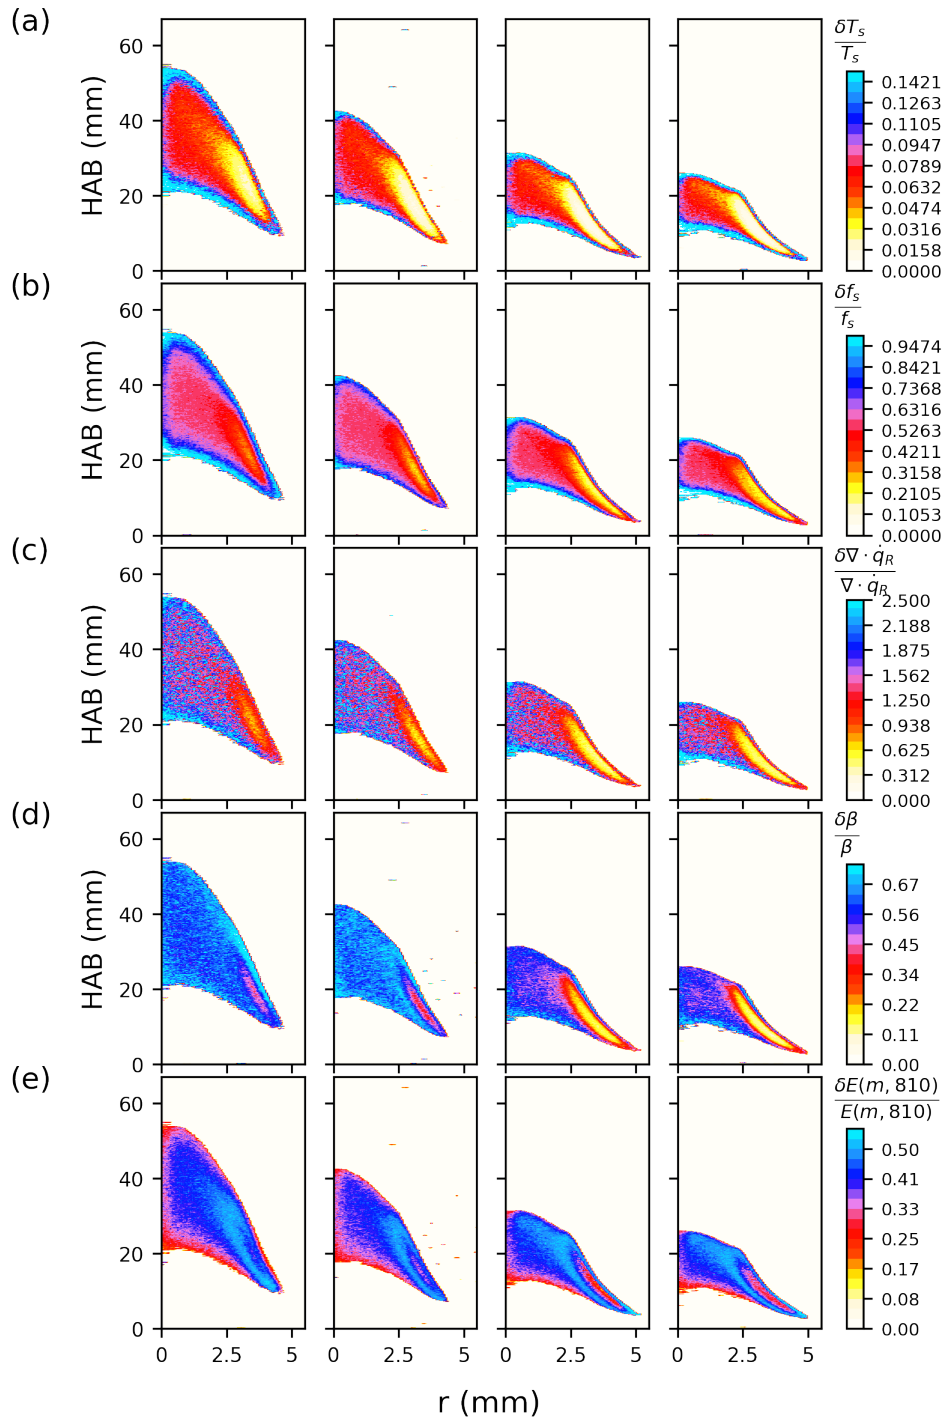 (a)
HAB (mm)
60
40
20
0
δTₛ
Tₛ
0.1421
0.1263
0.1105
0.0947
0.0789
0.0632
0.0474
0.0316
0.0158
0.0000
(b)
HAB (mm)
60
40
20
0
δfₛ
fₛ
0.9474
0.8421
0.7368
0.6316
0.5263
0.4211
0.3158
0.2105
0.1053
0.0000
(c)
HAB (mm)
60
40
20
0
δ∇ · q̇_R
∇ · q̇_R
2.500
2.188
1.875
1.562
1.250
0.938
0.625
0.312
0.000
(d)
HAB (mm)
60
40
20
0
δβ
β
0.67
0.56
0.45
0.34
0.22
0.11
0.00
(e)
HAB (mm)
60
40
20
0
δE(m, 810)
E(m, 810)
0.50
0.41
0.33
0.25
0.17
0.08
0.00
0 2.5 5 0 2.5 5 0 2.5 5 0 2.5 5
r (mm)